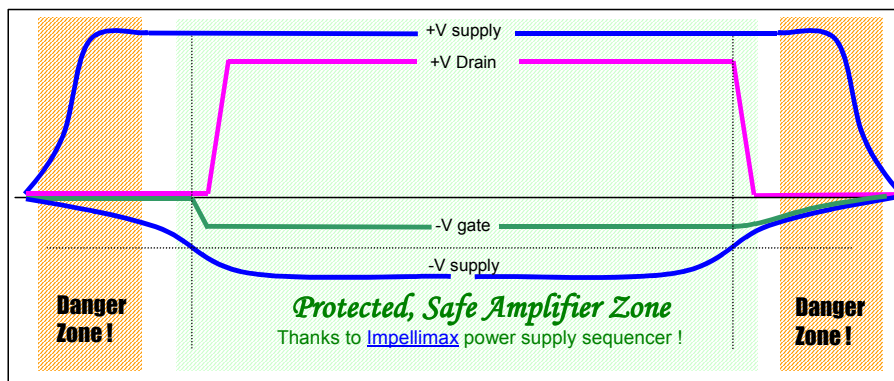 +V supply
+V Drain
-V gate
-V supply
Danger
Zone !
Protected, Safe Amplifier Zone
Thanks to Impellimax power supply sequencer !
Danger
Zone !